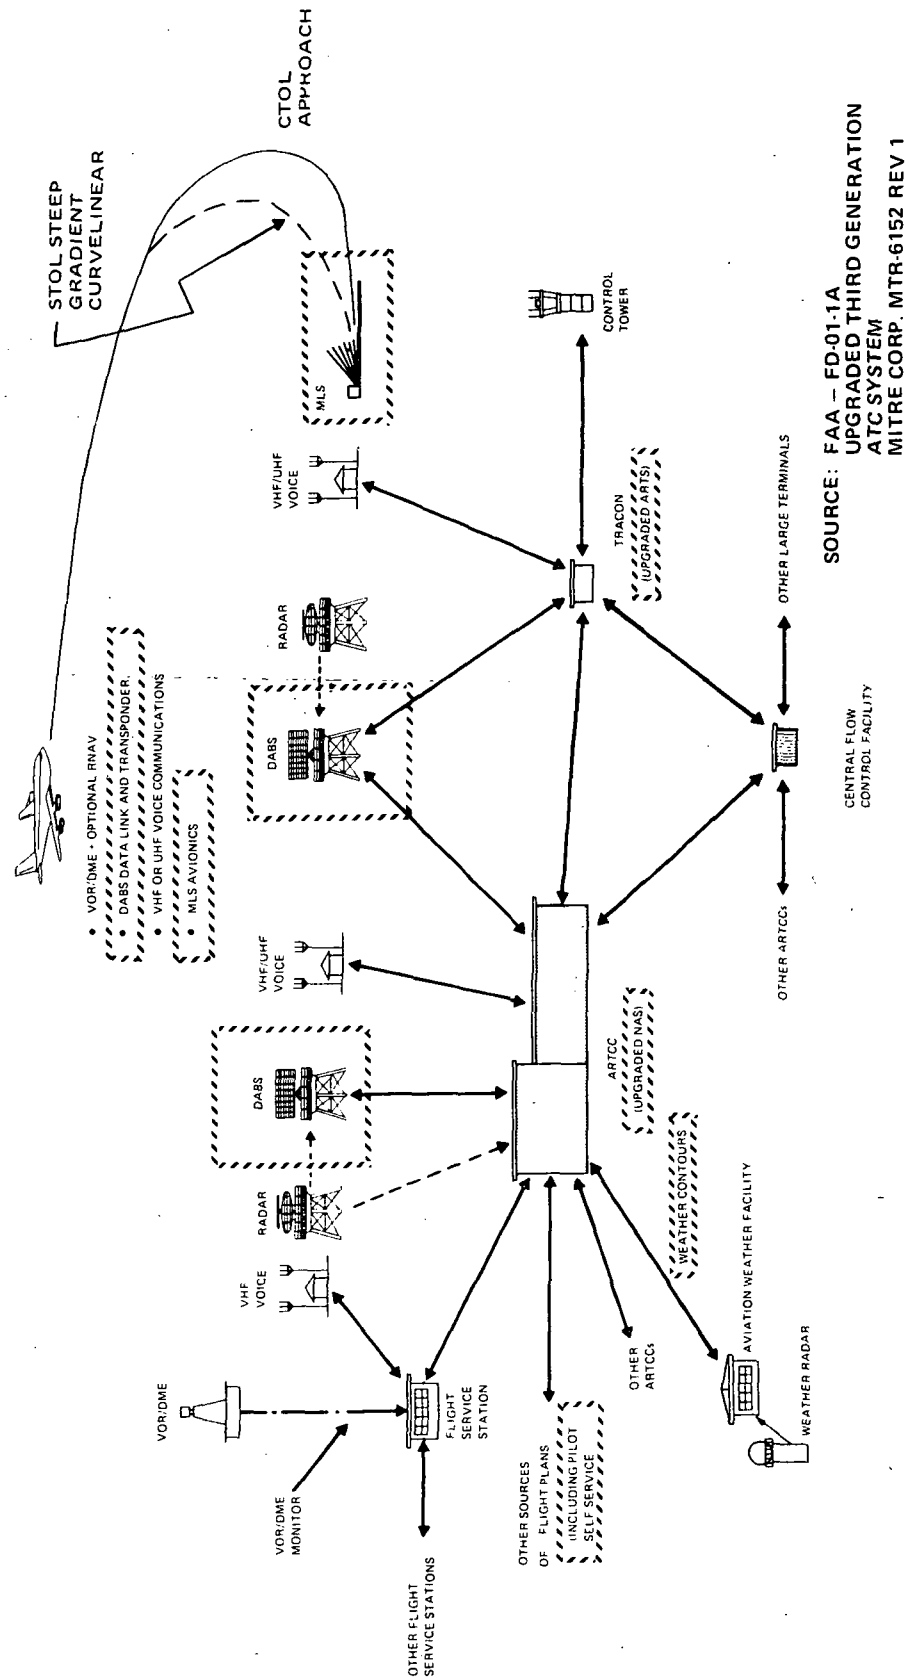 STOL STEEP
GRADIENT
CURVELINEAR
CTOL
APPROACH
• VOR/DME - OPTIONAL RNAV
• DABS DATA LINK AND TRANSPONDER,
• VHF OR UHF VOICE COMMUNICATIONS
• MLS AVIONICS
VOR/DME
VOR/DME
MONITOR
VHF
VOICE
RADAR
DABS
VHF/UHF
VOICE
DABS
RADAR
VHF/UHF
VOICE
MLS
OTHER FLIGHT
SERVICE STATIONS
FLIGHT
SERVICE
STATION
OTHER SOURCES
OF FLIGHT PLANS
(INCLUDING PILOT
SELF SERVICE
OTHER
ARTCCs
ARTCC
(UPGRADED NAS)
WEATHER CONTOURS
TRACON
(UPGRADED ARTS)
CONTROL
TOWER
AVIATION WEATHER FACILITY
WEATHER RADAR
OTHER ARTCCs
CENTRAL FLOW
CONTROL FACILITY
OTHER LARGE TERMINALS
SOURCE: FAA – FD-01-1A
UPGRADED THIRD GENERATION
ATC SYSTEM
MITRE CORP. MTR-6152 REV 1